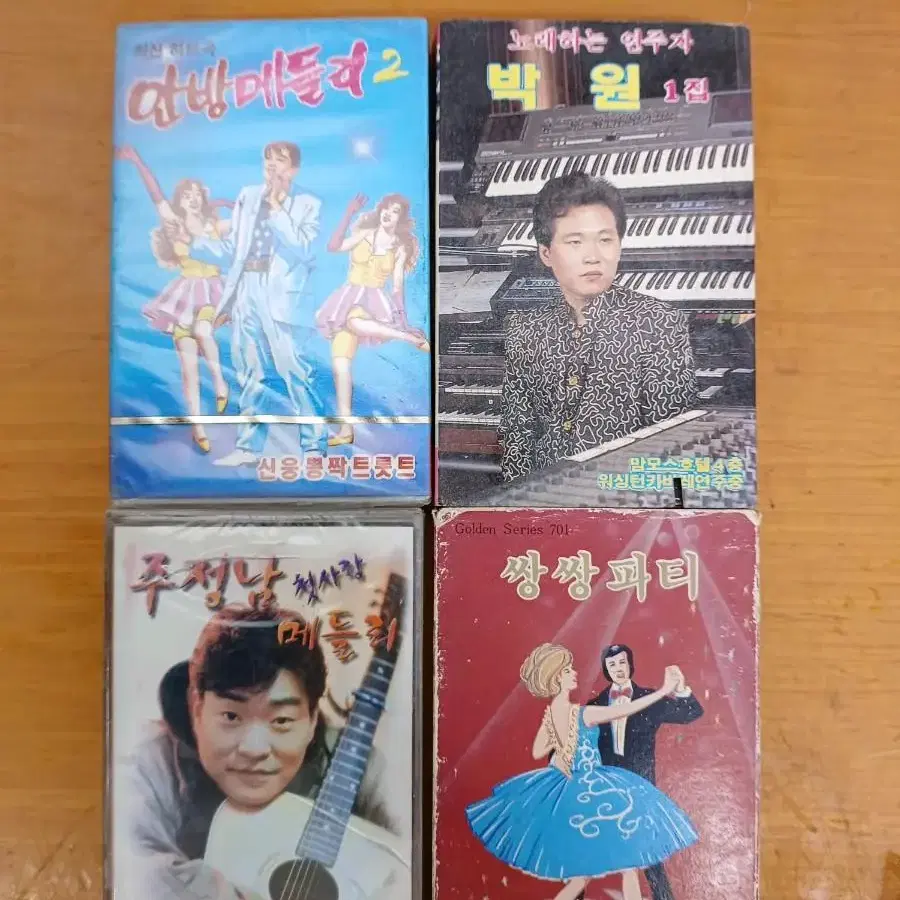 최신 히트곡
안방메들리 2
신웅뽕짝트롯트
노래하는 연주자
박 원 1집
맘모스호텔 4층
워싱턴카바레연주중
주정남 첫사랑
메들리
Golden Series 701
쌍쌍파티